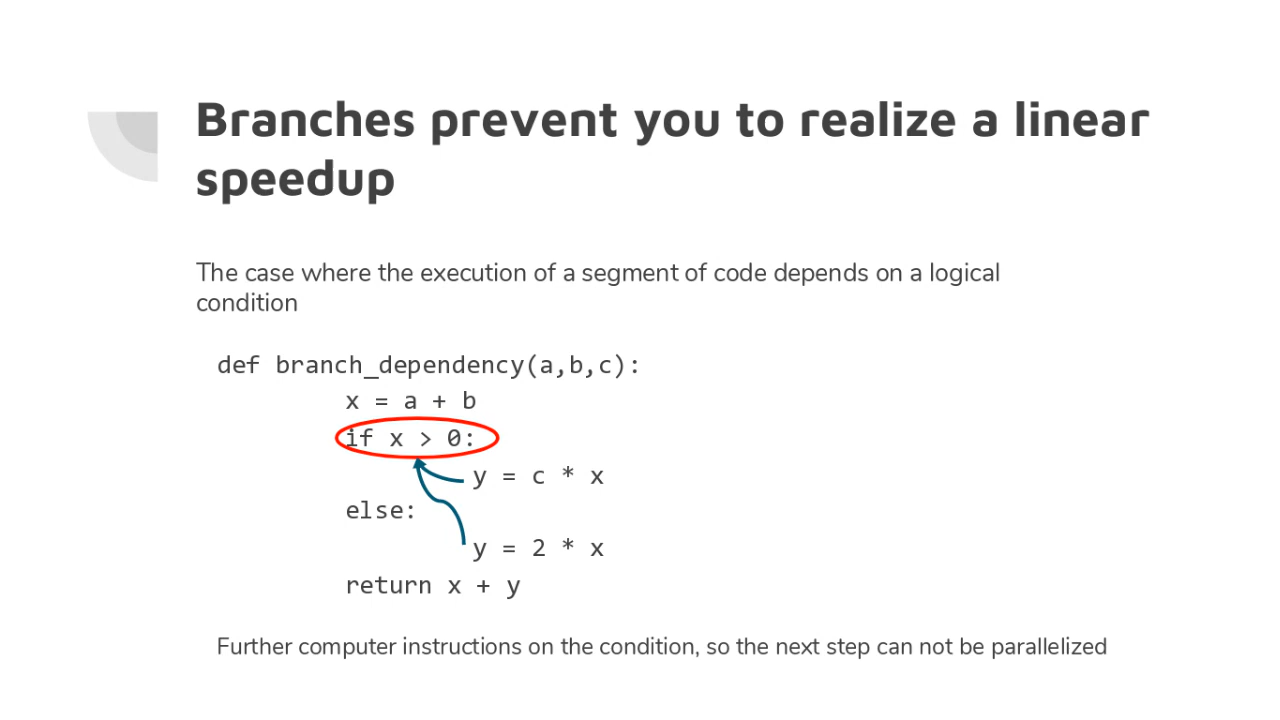 Branches prevent you to realize a linear
speedup
The case where the execution of a segment of code depends on a logical
condition
def branch_dependency(a,b,c):
x = a + b
if x > 0:
y = c * x
else:
y = 2 * x
return x + y
Further computer instructions on the condition, so the next step can not be parallelized